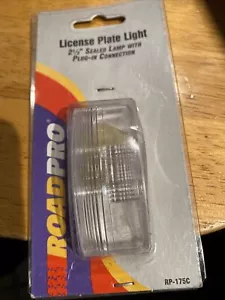 License Plate Light
2½" SEALED LAMP WITH
PLUG-IN CONNECTION
ROADPRO
RP-175C